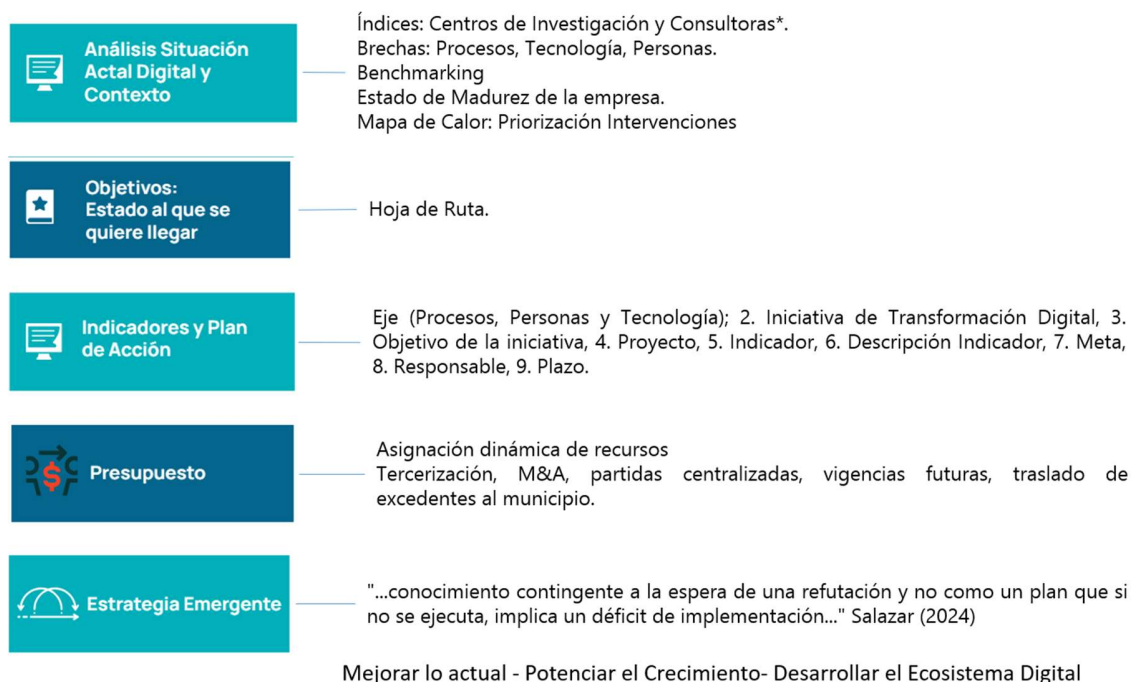 Análisis Situación
Actal Digital y
Contexto
Índices: Centros de Investigación y Consultoras*.
Brechas: Procesos, Tecnología, Personas.
Benchmarking
Estado de Madurez de la empresa.
Mapa de Calor: Priorización Intervenciones
Objetivos:
Estado al que se
quiere llegar
Hoja de Ruta.
Indicadores y Plan
de Acción
Eje (Procesos, Personas y Tecnología); 2. Iniciativa de Transformación Digital, 3.
Objetivo de la iniciativa, 4. Proyecto, 5. Indicador, 6. Descripción Indicador, 7. Meta,
8. Responsable, 9. Plazo.
$
Presupuesto
Asignación dinámica de recursos
Tercerización, M&A, partidas centralizadas, vigencias futuras, traslado de
excedentes al municipio.
Estrategia Emergente
"...conocimiento contingente a la espera de una refutación y no como un plan que si
no se ejecuta, implica un déficit de implementación..." Salazar (2024)
Mejorar lo actual - Potenciar el Crecimiento- Desarrollar el Ecosistema Digital